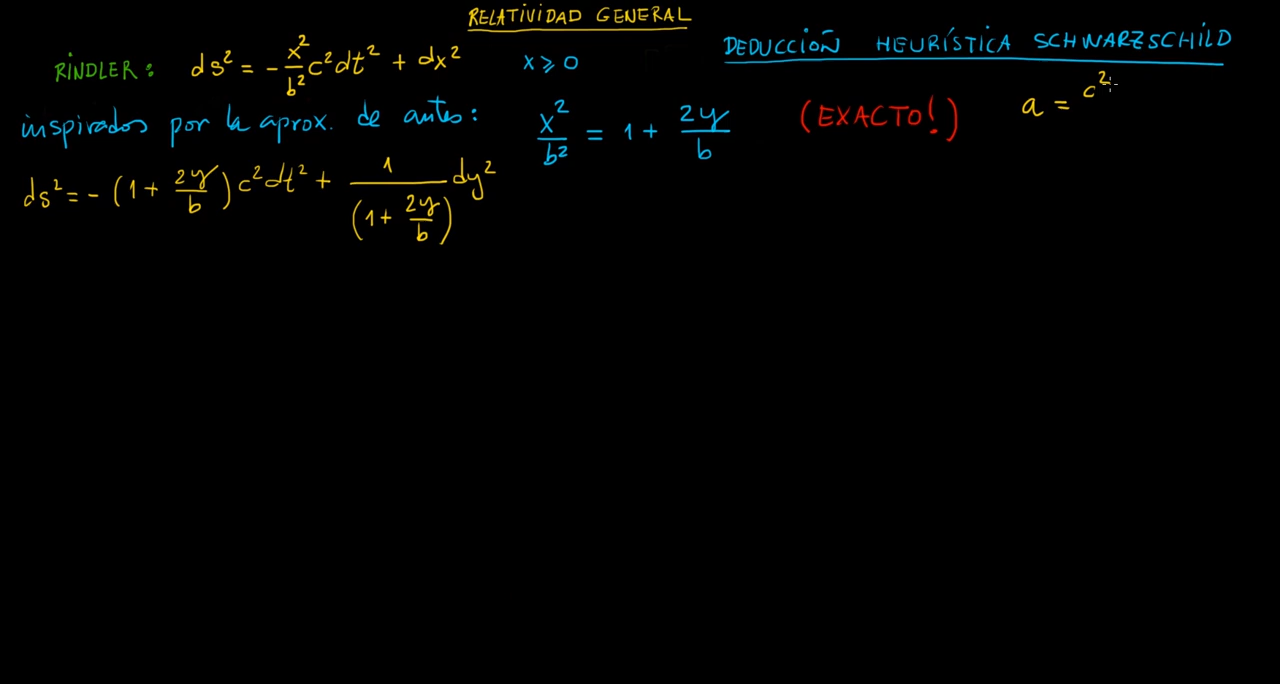 RELATIVIDAD GENERAL
DEDUCCIÓN HEURÍSTICA SCHWARZSCHILD
RINDLER: ds² = - x²/b² c²dt² + dx² x ⩾ 0
a = c²
inspirados por la aprox. de antes: x²/b² = 1 + 2y/b (EXACTO!)
ds² = - (1 + 2y/b) c²dt² + 1/(1 + 2y/b) dy²